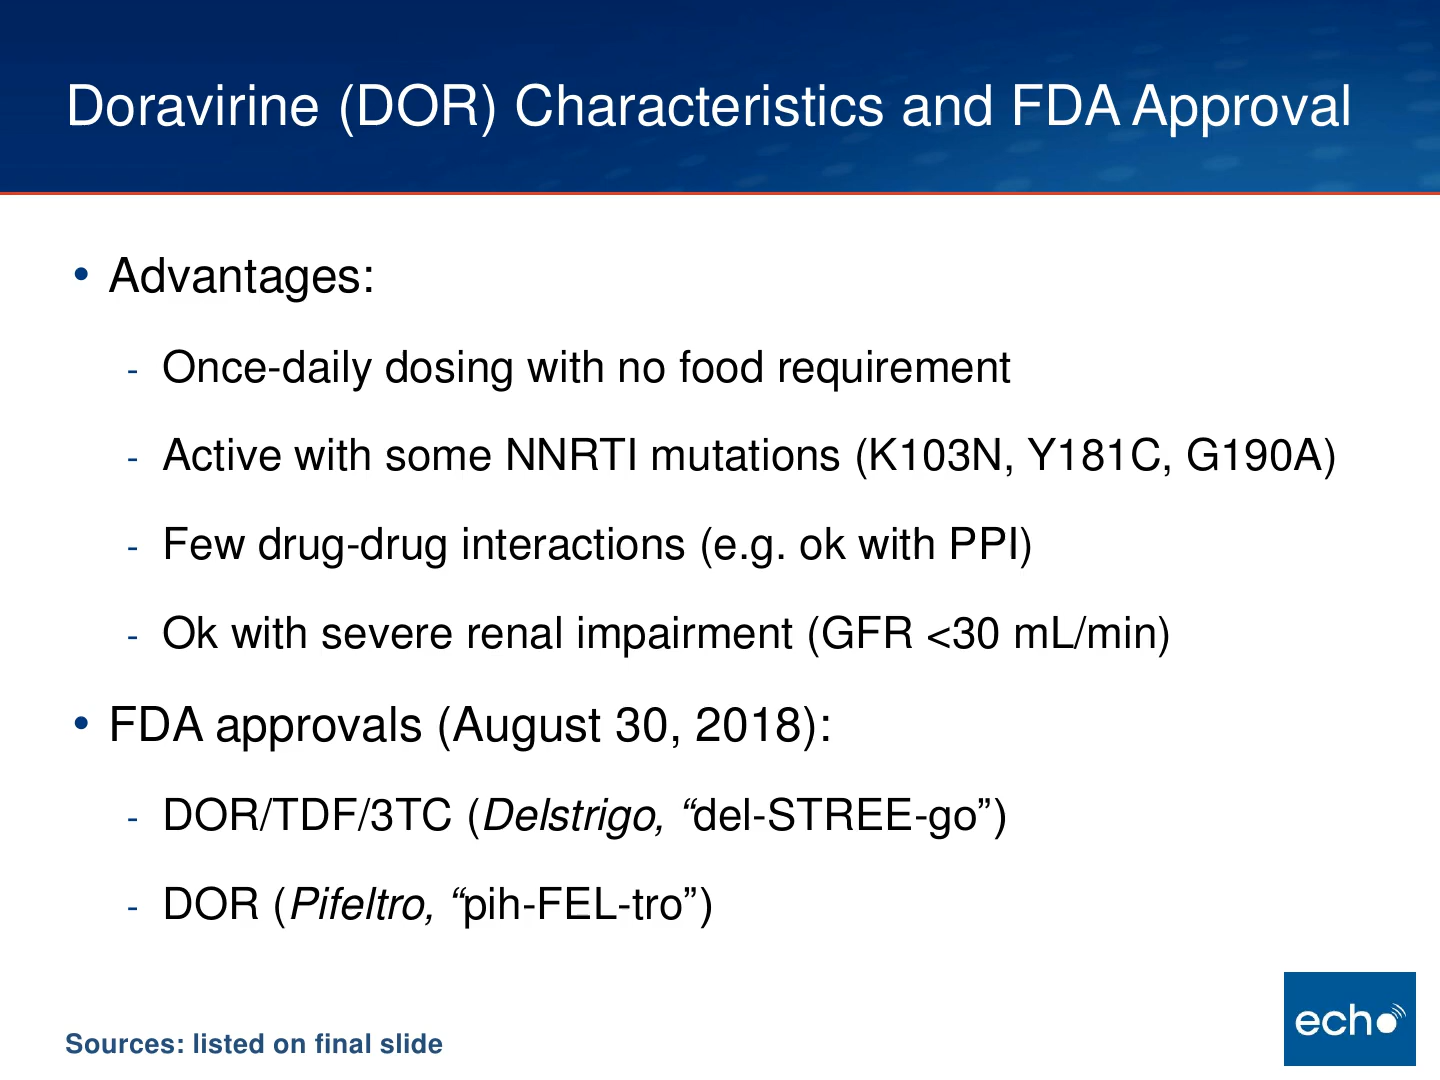 Doravirine (DOR) Characteristics and FDA Approval
• Advantages:
- Once-daily dosing with no food requirement
- Active with some NNRTI mutations (K103N, Y181C, G190A)
- Few drug-drug interactions (e.g. ok with PPI)
- Ok with severe renal impairment (GFR <30 mL/min)
• FDA approvals (August 30, 2018):
- DOR/TDF/3TC (Delstrigo, “del-STREE-go”)
- DOR (Pifeltro, “pih-FEL-tro”)
echo
Sources: listed on final slide